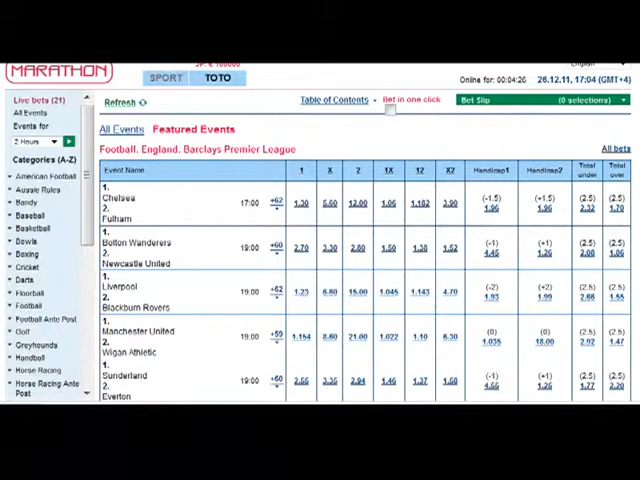 MARATHON
SPORT TOTO
Online for: 00:04:26 26.12.11, 17:04 (GMT+4)
Live bets (21)
Refresh
Table of Contents
Bet in one click
Bet Slip (0 selections)
All Events
Events for
2 Hours
All Events Featured Events
Categories (A-Z)
Football. England. Barclays Premier League
All bets
American Football
Aussie Rules
Bandy
Baseball
Basketball
Bowls
Boxing
Cricket
Darts
Floorball
Football
Football Ante Post
Golf
Greyhounds
Handball
Horse Racing
Horse Racing Ante Post
Event Name 1 X 2 1X 12 X2 Handicap1 Handicap2 Total under Total over
1. Chelsea
2. Fulham
17:00 +62 1.30 5.60 12.00 1.06 1.182 3.90 (-1.5) 1.96 (+1.5) 1.96 (2.5) 2.32 (2.5) 1.70
1. Bolton Wanderers
2. Newcastle United
19:00 +60 2.70 3.30 2.80 1.50 1.38 1.52 (-1) 4.45 (+1) 1.26 (2.5) 2.08 (2.5)
1. Liverpool
2. Blackburn Rovers
19:00 +62 1.23 6.80 15.00 1.045 1.143 4.70 (-2) 1.93 (+2) 1.99 (2.5) 2.66 (2.5) 1.55
1. Manchester United
2. Wigan Athletic
19:00 +59 1.164 8.60 21.00 1.022 1.10 6.30 (0) 1.035 (0) 18.00 (2.5) 2.92 (2.5) 1.47
1. Sunderland
2. Everton
19:00 +60 3.35 2.94 1.46 1.37 (-1) (+1) (2.5) 1.77 (2.5) 2.20